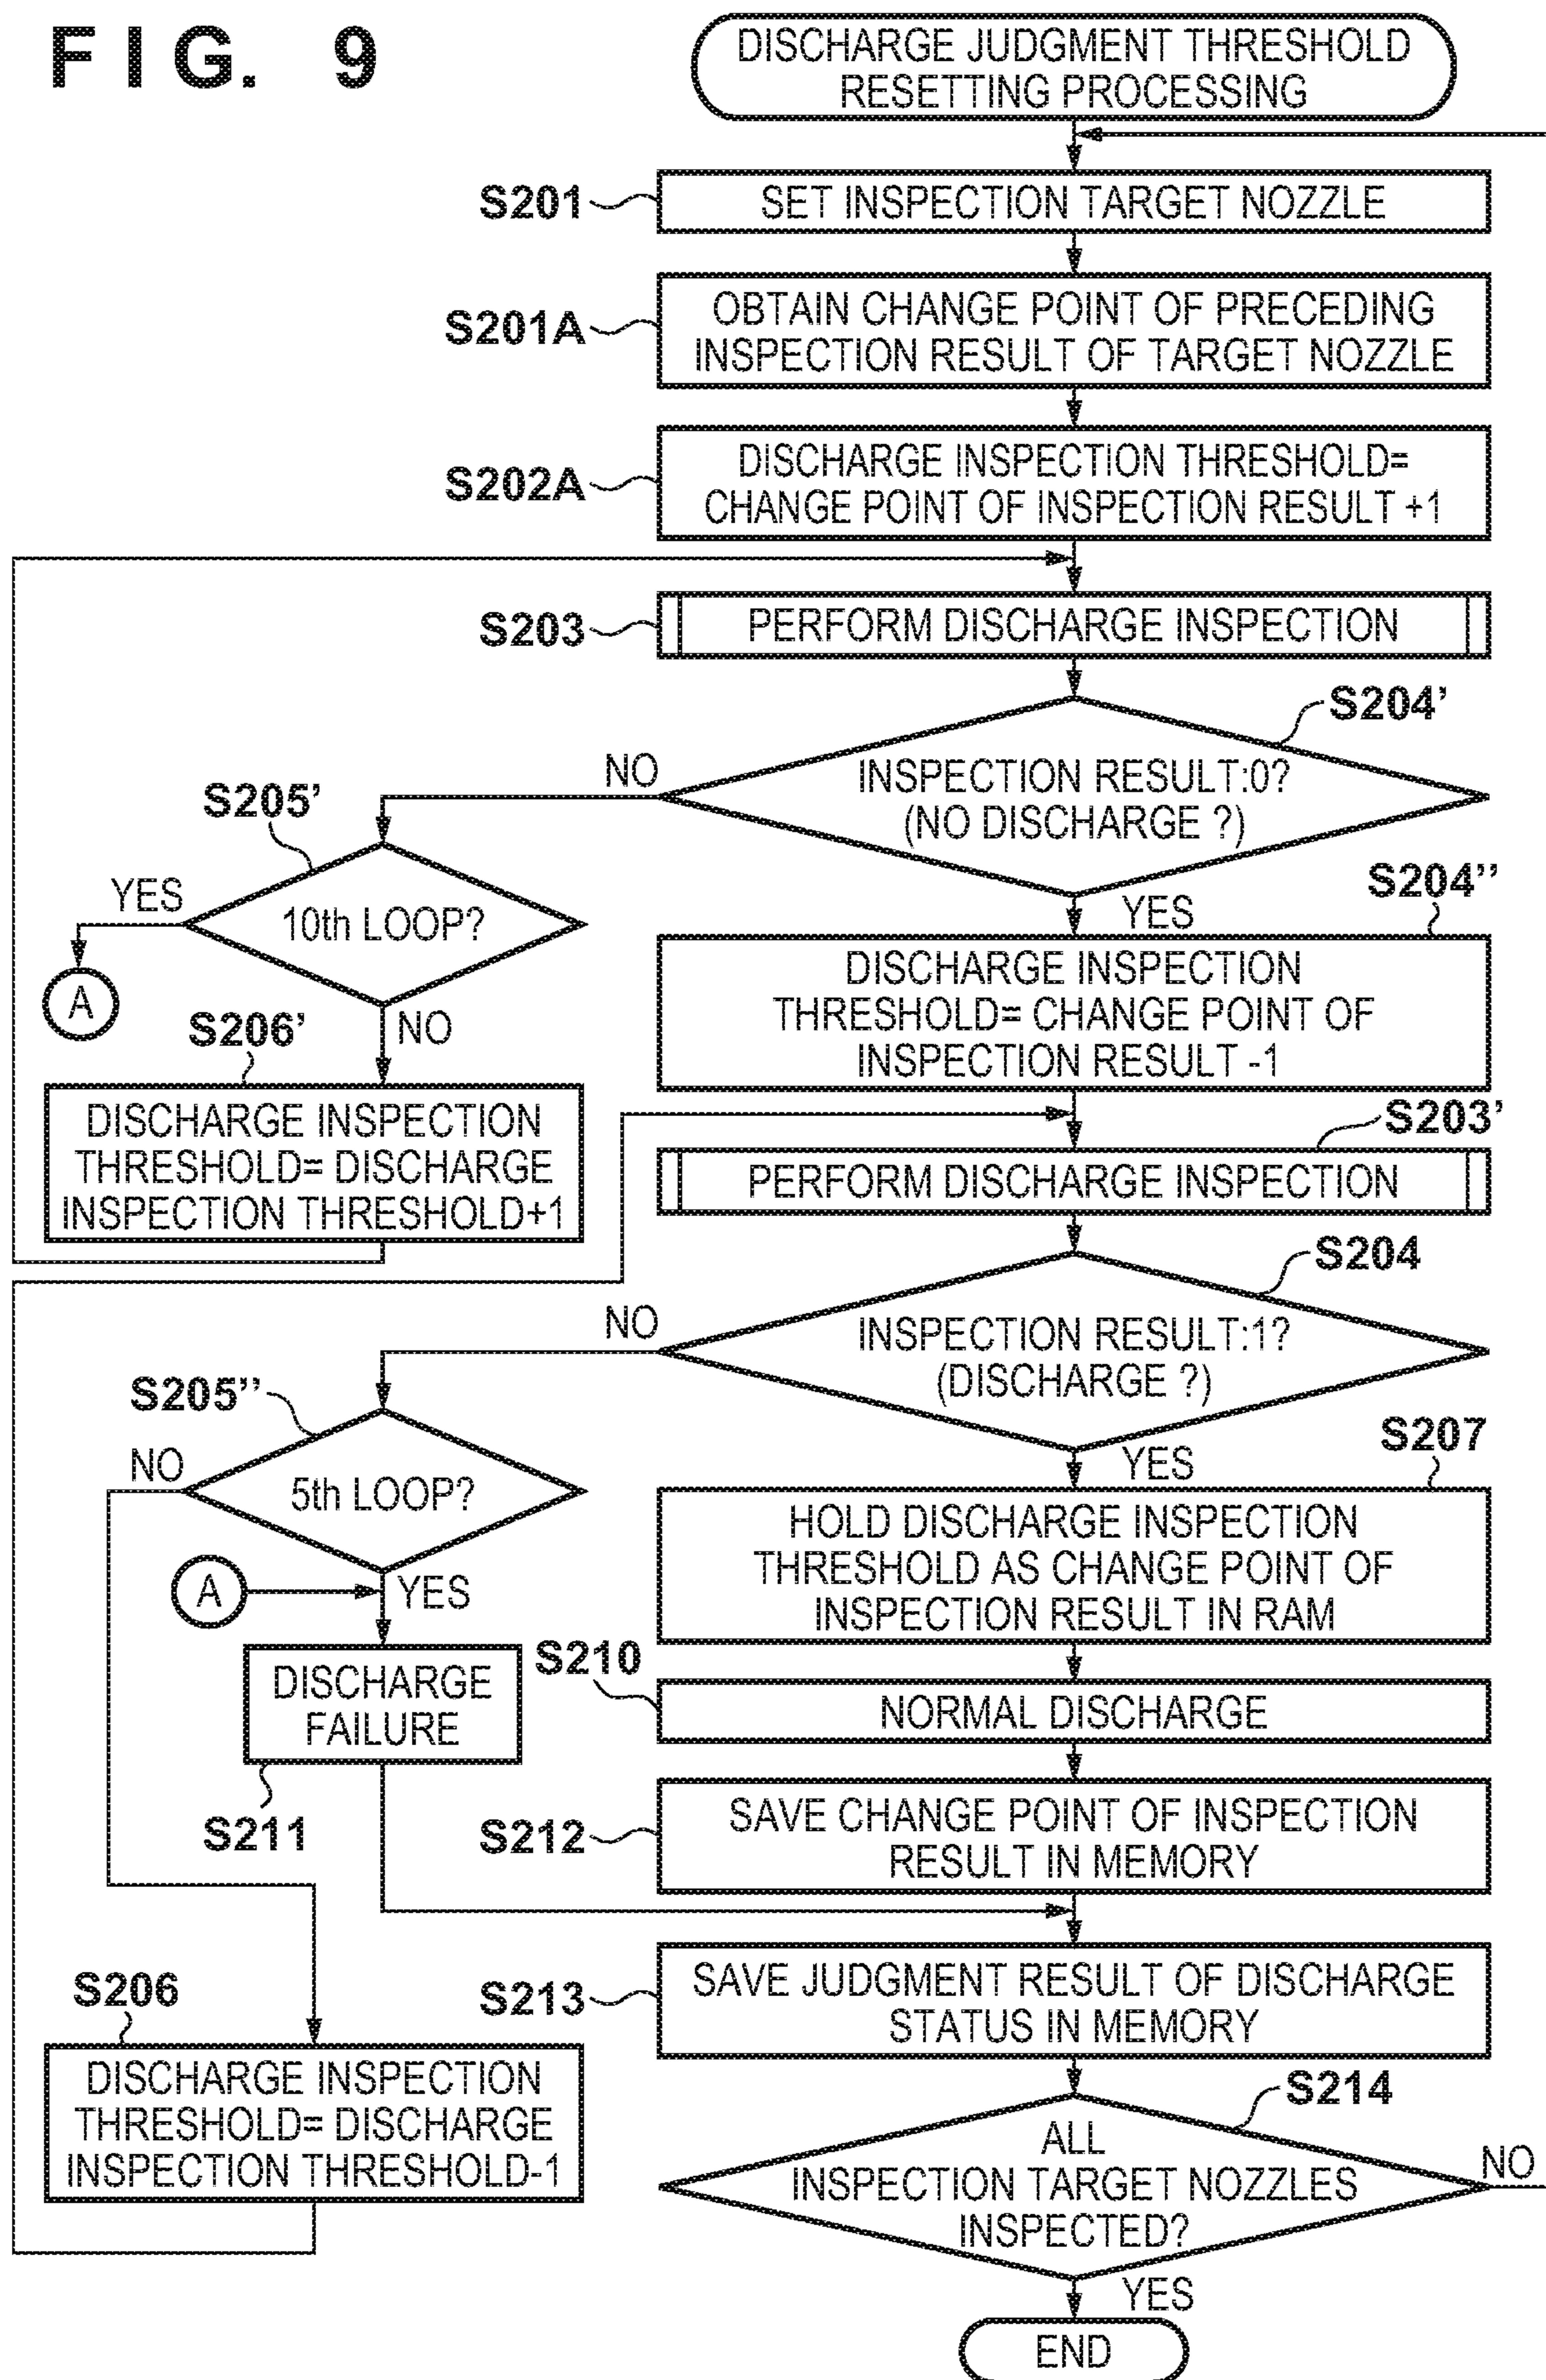 FIG. 9
DISCHARGE JUDGMENT THRESHOLD
RESETTING PROCESSING
S201
SET INSPECTION TARGET NOZZLE
S201A
OBTAIN CHANGE POINT OF PRECEDING
INSPECTION RESULT OF TARGET NOZZLE
S202A
DISCHARGE INSPECTION THRESHOLD=
CHANGE POINT OF INSPECTION RESULT +1
S203
PERFORM DISCHARGE INSPECTION
S204'
INSPECTION RESULT:0?
(NO DISCHARGE ?)
NO
YES
S205'
10th LOOP?
YES
A
NO
S206'
DISCHARGE INSPECTION
THRESHOLD= DISCHARGE
INSPECTION THRESHOLD+1
S204''
DISCHARGE INSPECTION
THRESHOLD= CHANGE POINT OF
INSPECTION RESULT -1
S203'
PERFORM DISCHARGE INSPECTION
S204
INSPECTION RESULT:1?
(DISCHARGE ?)
NO
YES
S205''
5th LOOP?
NO
YES
A
S207
HOLD DISCHARGE INSPECTION
THRESHOLD AS CHANGE POINT OF
INSPECTION RESULT IN RAM
S210
NORMAL DISCHARGE
DISCHARGE
FAILURE
S211
S212
SAVE CHANGE POINT OF INSPECTION
RESULT IN MEMORY
S213
SAVE JUDGMENT RESULT OF DISCHARGE
STATUS IN MEMORY
S206
DISCHARGE INSPECTION
THRESHOLD= DISCHARGE
INSPECTION THRESHOLD-1
S214
ALL
INSPECTION TARGET NOZZLES
INSPECTED?
NO
YES
END